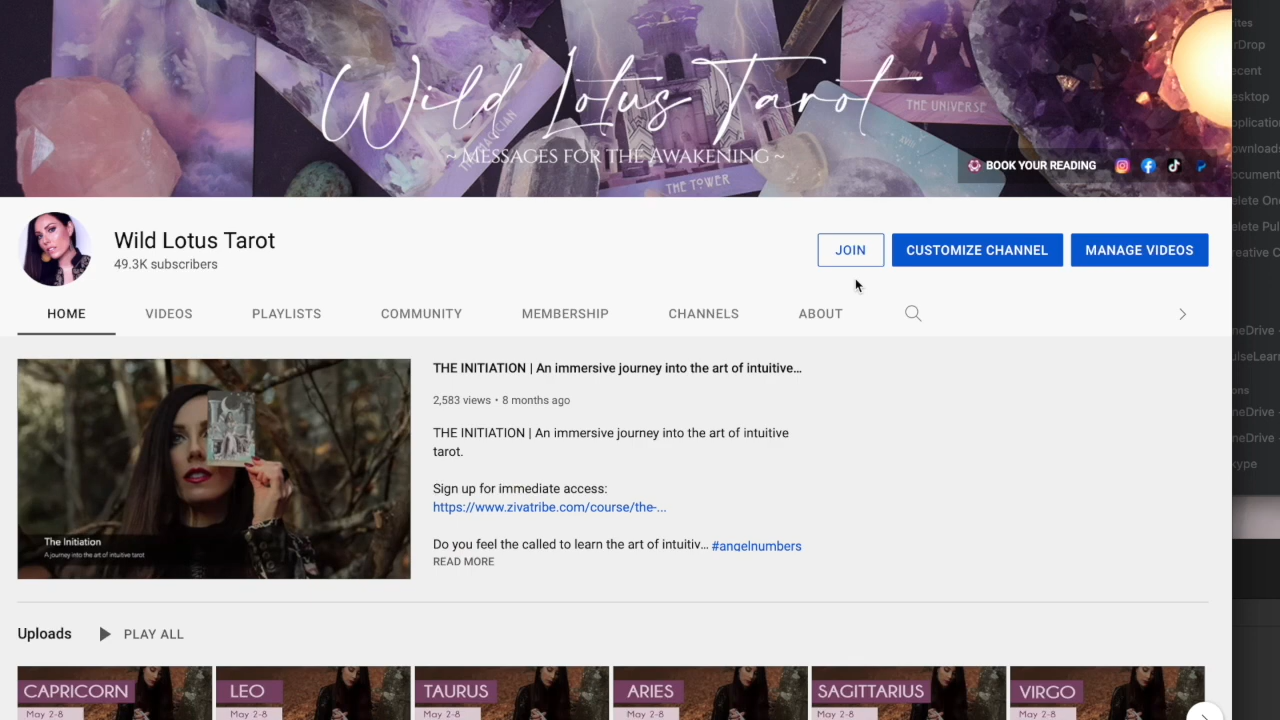 Wild Lotus Tarot
~ MESSAGES FOR THE AWAKENING ~
MAGICIAN
THE TOWER
THE UNIVERSE
BOOK YOUR READING
Wild Lotus Tarot
49.3K subscribers
JOIN
CUSTOMIZE CHANNEL
MANAGE VIDEOS
HOME
VIDEOS
PLAYLISTS
COMMUNITY
MEMBERSHIP
CHANNELS
ABOUT
THE INITIATION | An immersive journey into the art of intuitive...
2,583 views • 8 months ago
THE INITIATION | An immersive journey into the art of intuitive
tarot.
Sign up for immediate access:
https://www.zivatribe.com/course/the-...
Do you feel the called to learn the art of intuitiv... #angelnumbers
READ MORE
The Initiation
A journey into the art of intuitive tarot
Uploads
PLAY ALL
CAPRICORN
May 2-8
LEO
May 2-8
TAURUS
May 2-8
ARIES
May 2-8
SAGITTARIUS
May 2-8
VIRGO
May 2-8